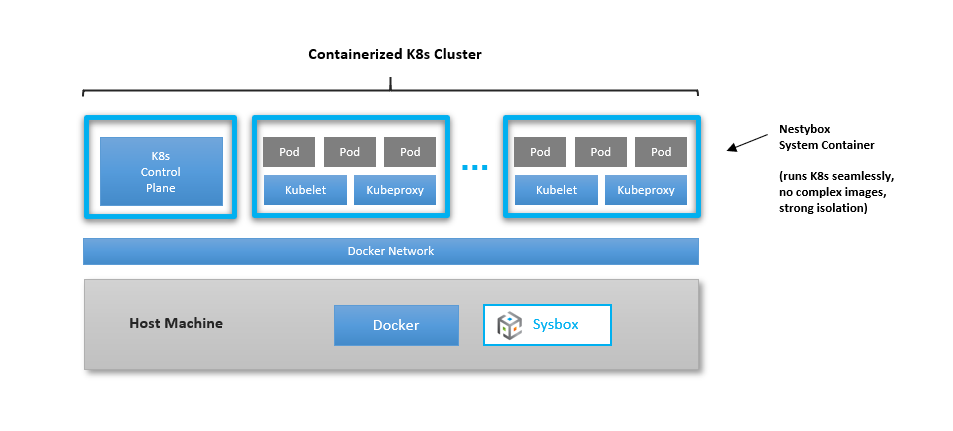 Containerized K8s Cluster
K8s
Control
Plane
Pod Pod Pod
Kubelet Kubeproxy
...
Pod Pod Pod
Kubelet Kubeproxy
Nestybox
System Container
(runs K8s seamlessly,
no complex images,
strong isolation)
Docker Network
Host Machine
Docker
Sysbox